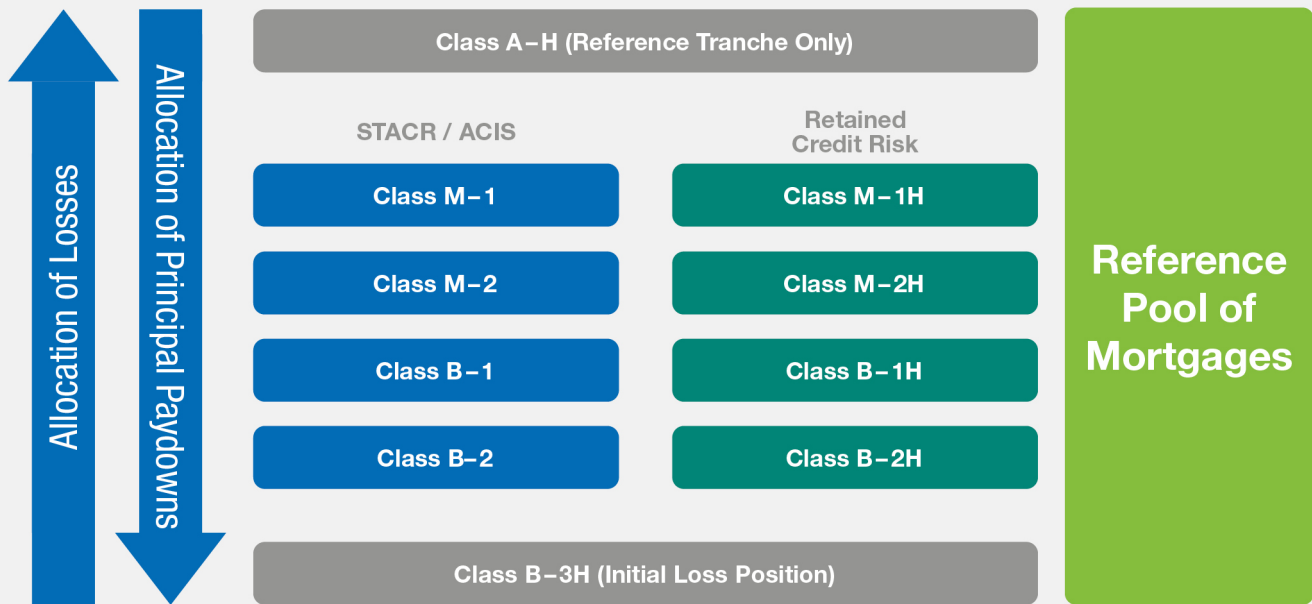 Allocation of Losses
Allocation of Principal Paydowns
Class A–H (Reference Tranche Only)
STACR / ACIS
Retained
Credit Risk
Class M–1
Class M–1H
Class M–2
Class M–2H
Class B–1
Class B–1H
Class B–2
Class B–2H
Class B–3H (Initial Loss Position)
Reference
Pool of
Mortgages